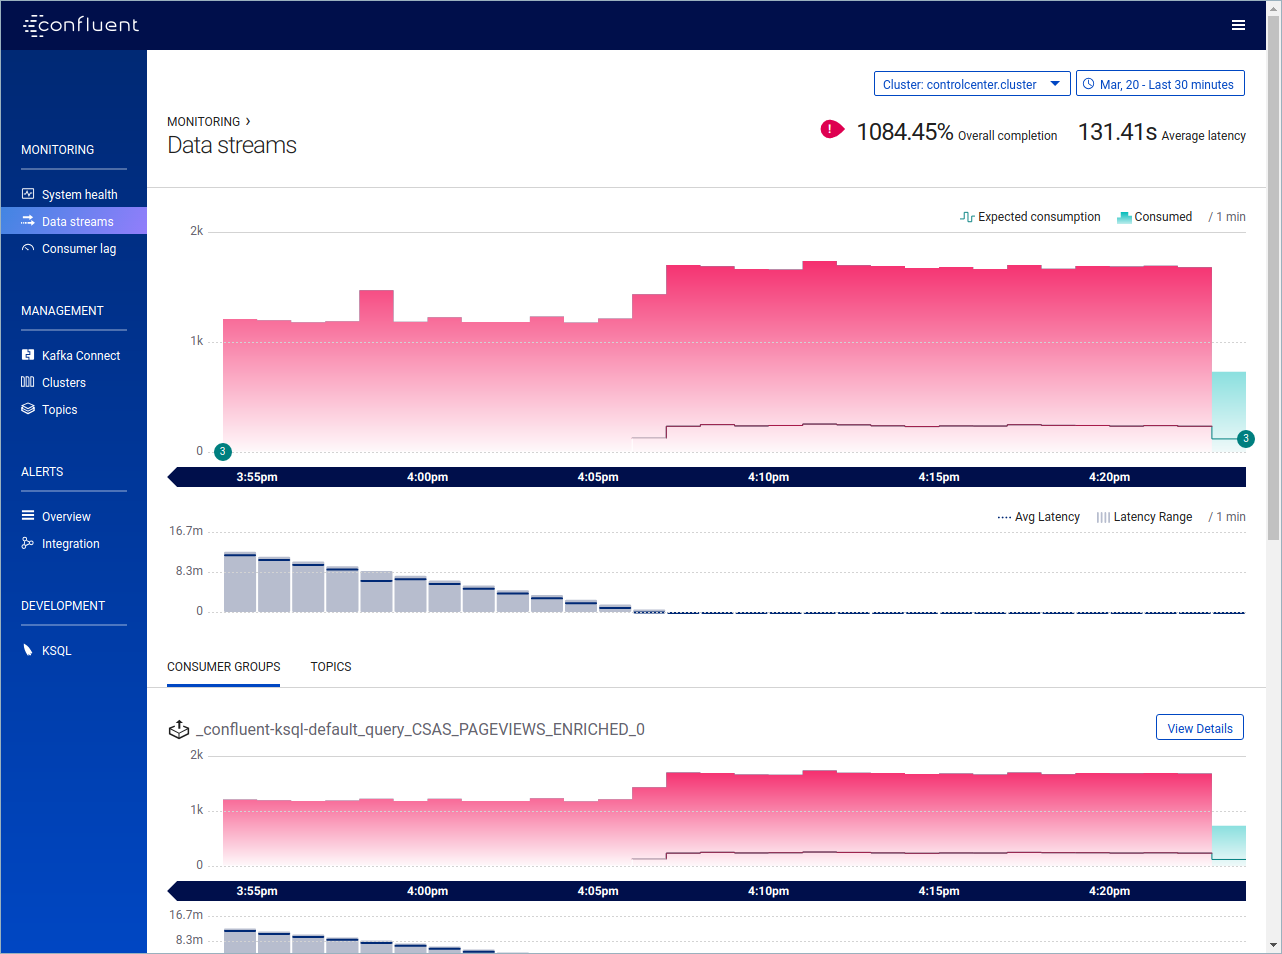 confluent
Cluster: controlcenter.cluster
Mar, 20 - Last 30 minutes
MONITORING ›
Data streams
! 1084.45% Overall completion 131.41s Average latency
MONITORING
System health
Data streams
Consumer lag
MANAGEMENT
Kafka Connect
Clusters
Topics
ALERTS
Overview
Integration
DEVELOPMENT
KSQL
Expected consumption Consumed / 1 min
2k
1k
0
3
3
3:55pm 4:00pm 4:05pm 4:10pm 4:15pm 4:20pm
Avg Latency Latency Range / 1 min
16.7m
8.3m
0
CONSUMER GROUPS TOPICS
_confluent-ksql-default_query_CSAS_PAGEVIEWS_ENRICHED_0
View Details
2k
1k
0
3:55pm 4:00pm 4:05pm 4:10pm 4:15pm 4:20pm
16.7m
8.3m